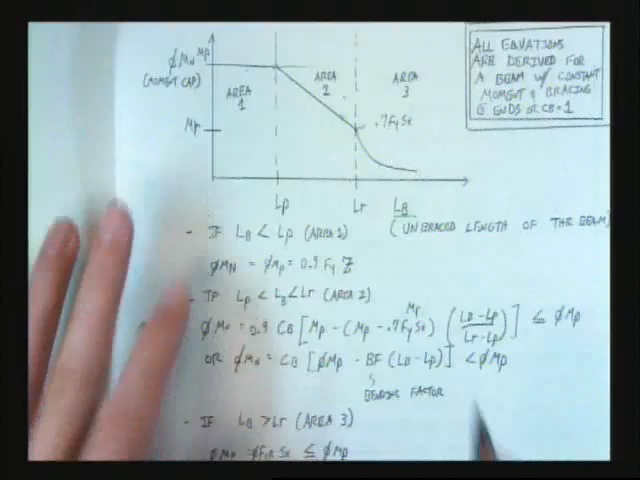 ALL EQUATIONS
ARE DERIVED FOR
A BEAM W/ CONSTANT
MOMENT & BRACING
@ ENDS OR CB=1
φMN Mp
(MOMENT CAP)
AREA
1
AREA
2
AREA
3
Mr
.7FySx
Lp Lr LB
(UNBRACED LENGTH OF THE BEAM
- IF LB < Lp (AREA 1)
φMN = φMp = 0.9 Fy Z
- IF Lp < LB < Lr (AREA 2)
Mr
φMn = 0.9 CB [Mp - (Mp - .7FySx) (LB-Lp / Lr-Lp)] ≤ φMp
OR φMN = CB [φMp - BF (LB-Lp)] < φMp
BENDING FACTOR
- IF LB > Lr (AREA 3)
φMn = φFcr Sx ≤ φMp